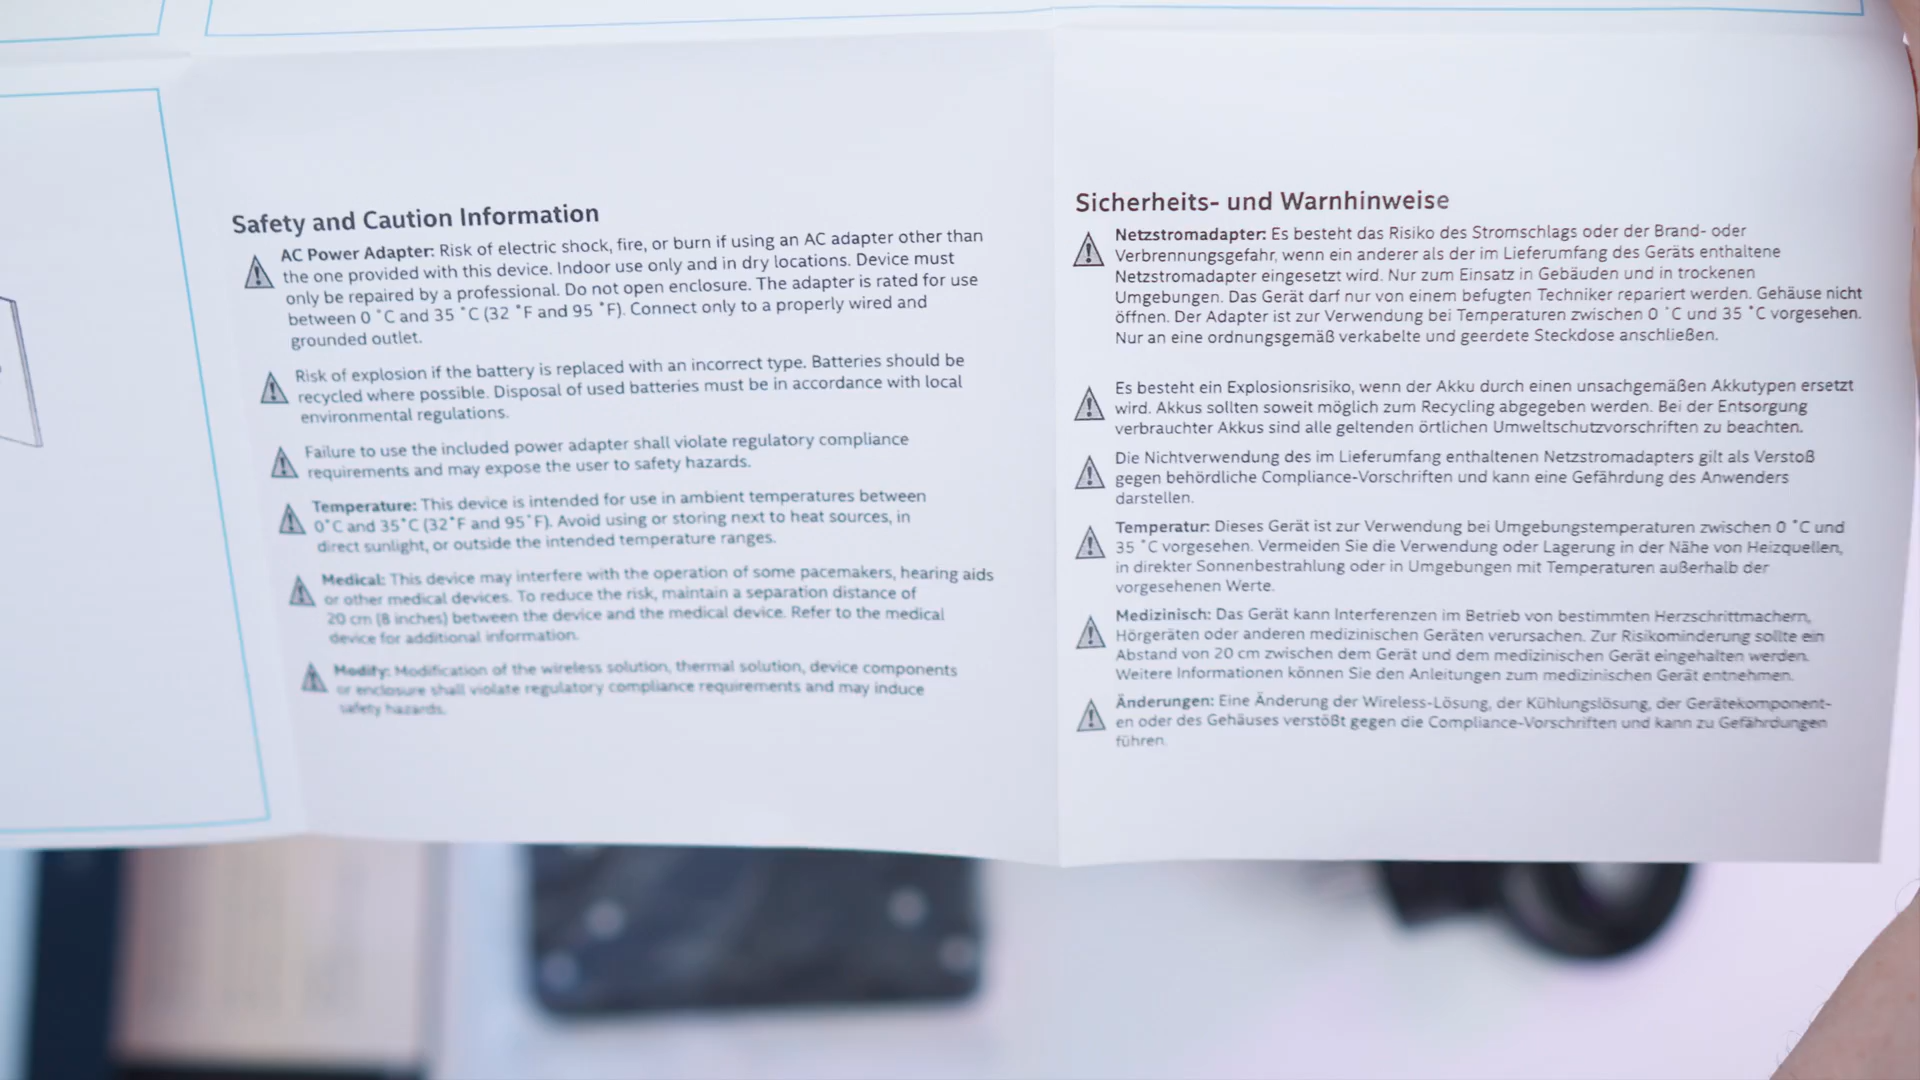 Safety and Caution Information
AC Power Adapter: Risk of electric shock, fire, or burn if using an AC adapter other than
the one provided with this device. Indoor use only and in dry locations. Device must
only be repaired by a professional. Do not open enclosure. The adapter is rated for use
between 0 °C and 35 °C (32 °F and 95 °F). Connect only to a properly wired and
grounded outlet.
Risk of explosion if the battery is replaced with an incorrect type. Batteries should be
recycled where possible. Disposal of used batteries must be in accordance with local
environmental regulations.
Failure to use the included power adapter shall violate regulatory compliance
requirements and may expose the user to safety hazards.
Temperature: This device is intended for use in ambient temperatures between
0°C and 35°C (32°F and 95°F). Avoid using or storing next to heat sources, in
direct sunlight, or outside the intended temperature ranges.
Medical: This device may interfere with the operation of some pacemakers, hearing aids
or other medical devices. To reduce the risk, maintain a separation distance of
20 cm (8 inches) between the device and the medical device. Refer to the medical
device for additional information.
Modify: Modification of the wireless solution, thermal solution, device components
or enclosure shall violate regulatory compliance requirements and may induce
safety hazards.
Sicherheits- und Warnhinweise
Netzstromadapter: Es besteht das Risiko des Stromschlags oder der Brand- oder
Verbrennungsgefahr, wenn ein anderer als der im Lieferumfang des Geräts enthaltene
Netzstromadapter eingesetzt wird. Nur zum Einsatz in Gebäuden und in trockenen
Umgebungen. Das Gerät darf nur von einem befugten Techniker repariert werden. Gehäuse nicht
öffnen. Der Adapter ist zur Verwendung bei Temperaturen zwischen 0 °C und 35 °C vorgesehen.
Nur an eine ordnungsgemäß verkabelte und geerdete Steckdose anschließen.
Es besteht ein Explosionsrisiko, wenn der Akku durch einen unsachgemäßen Akkutypen ersetzt
wird. Akkus sollten soweit möglich zum Recycling abgegeben werden. Bei der Entsorgung
verbrauchter Akkus sind alle geltenden örtlichen Umweltschutzvorschriften zu beachten.
Die Nichtverwendung des im Lieferumfang enthaltenen Netzstromadapters gilt als Verstoß
gegen behördliche Compliance-Vorschriften und kann eine Gefährdung des Anwenders
darstellen.
Temperatur: Dieses Gerät ist zur Verwendung bei Umgebungstemperaturen zwischen 0 °C und
35 °C vorgesehen. Vermeiden Sie die Verwendung oder Lagerung in der Nähe von Heizquellen,
in direkter Sonnenbestrahlung oder in Umgebungen mit Temperaturen außerhalb der
vorgesehenen Werte.
Medizinisch: Das Gerät kann Interferenzen im Betrieb von bestimmten Herzschrittmachern,
Hörgeräten oder anderen medizinischen Geräten verursachen. Zur Risikominderung sollte ein
Abstand von 20 cm zwischen dem Gerät und dem medizinischen Gerät eingehalten werden.
Weitere Informationen können Sie den Anleitungen zum medizinischen Gerät entnehmen.
Änderungen: Eine Änderung der Wireless-Lösung, der Kühlungslösung, der Gerätekomponent-
en oder des Gehäuses verstößt gegen die Compliance-Vorschriften und kann zu Gefährdungen
führen.